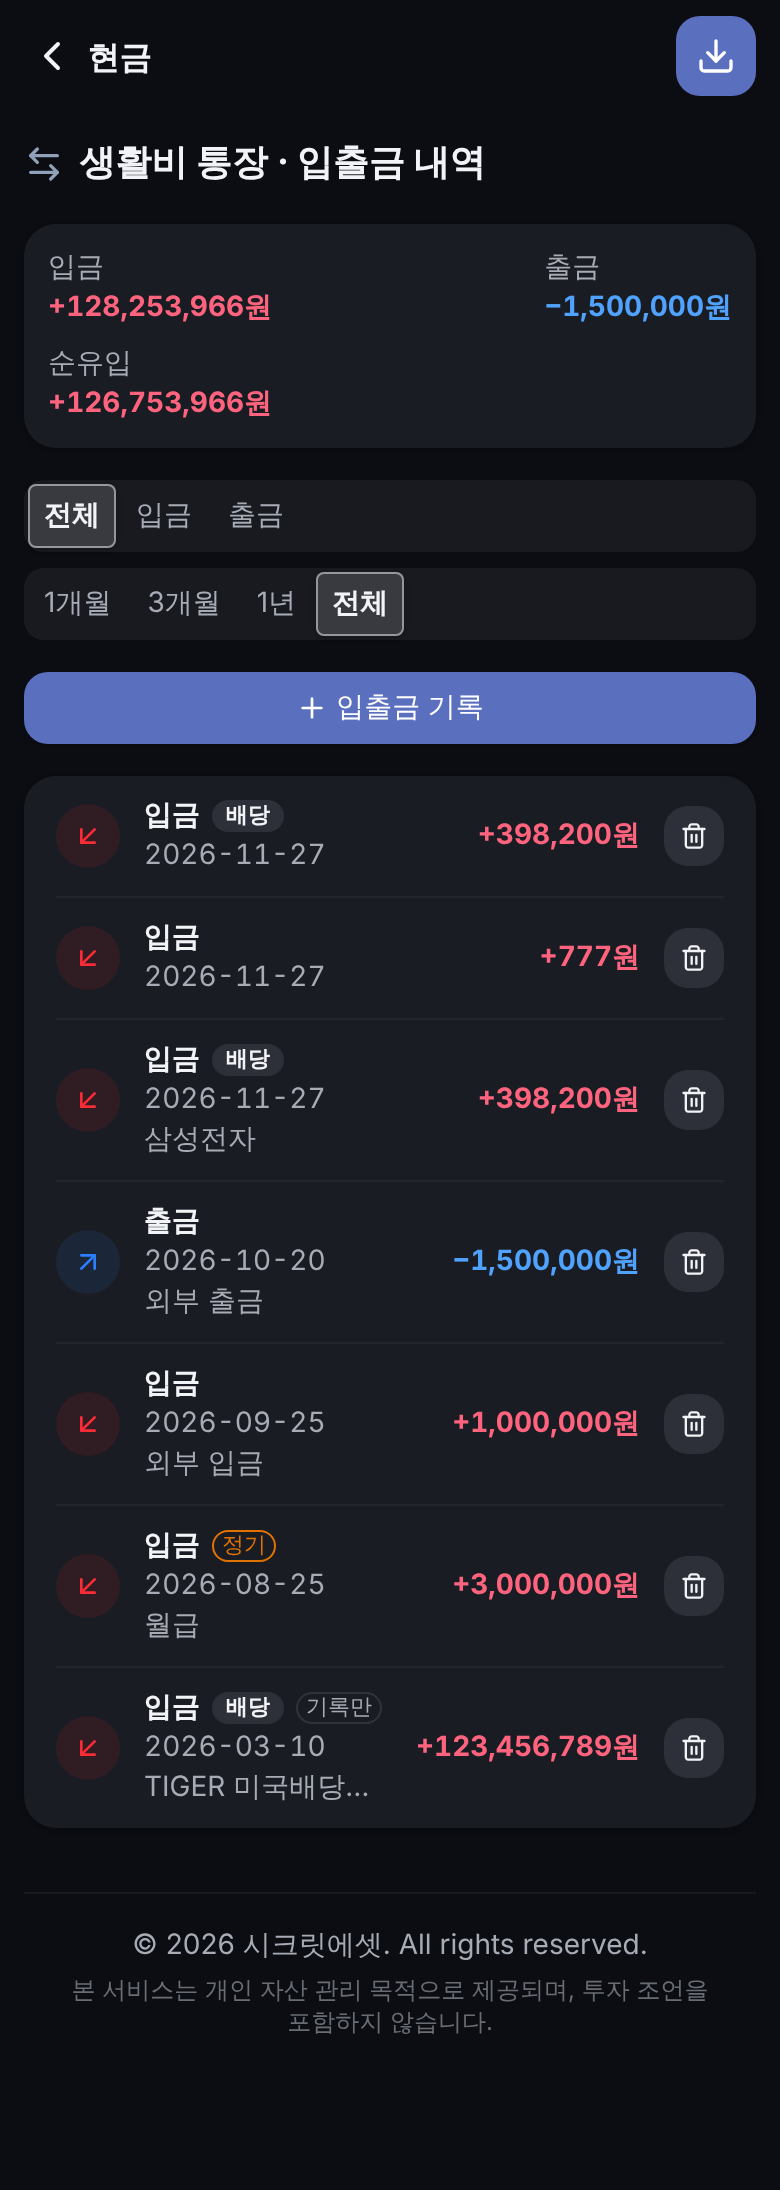 현금
생활비 통장 · 입출금 내역
입금 출금
+128,253,966원 −1,500,000원
순유입
+126,753,966원
전체 입금 출금
1개월 3개월 1년 전체
+ 입출금 기록
입금 배당
2026-11-27
+398,200원
입금
2026-11-27
+777원
입금 배당
2026-11-27
+398,200원
삼성전자
출금
2026-10-20
−1,500,000원
외부 출금
입금
2026-09-25
+1,000,000원
외부 입금
입금 정기
2026-08-25
+3,000,000원
월급
입금 배당 기록만
2026-03-10
+123,456,789원
TIGER 미국배당...
© 2026 시크릿에셋. All rights reserved.
본 서비스는 개인 자산 관리 목적으로 제공되며, 투자 조언을
포함하지 않습니다.